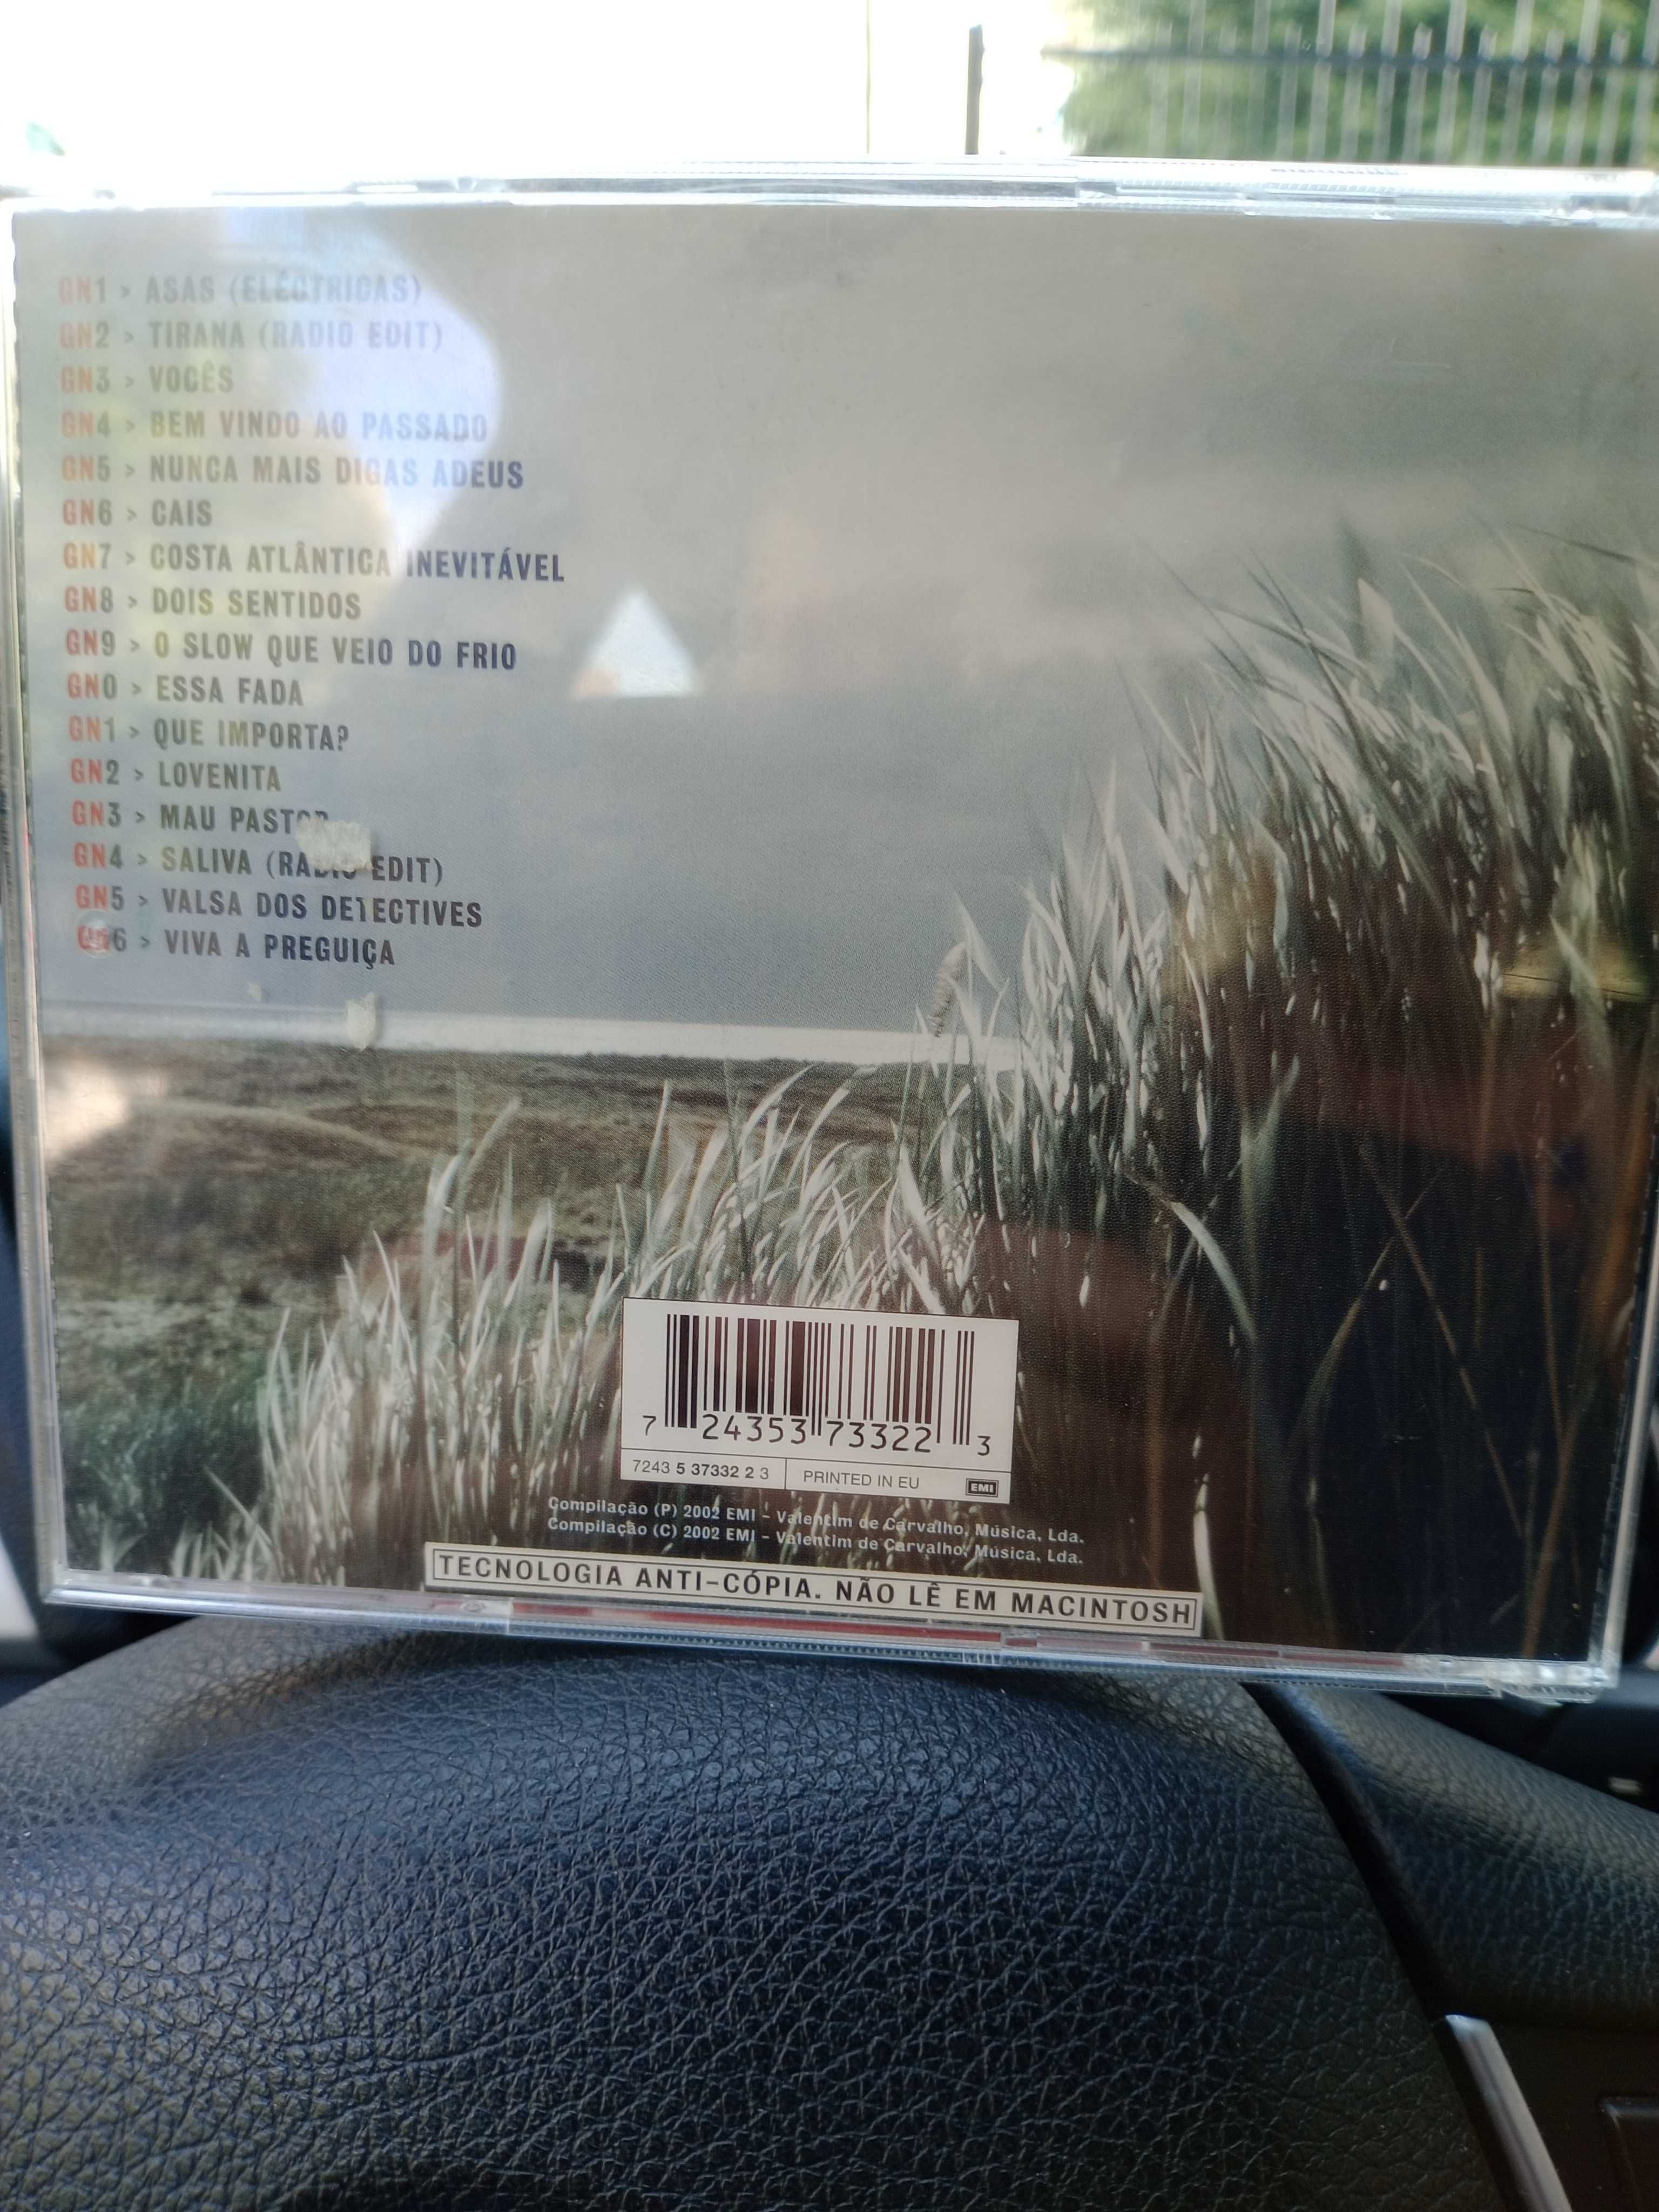 GN1 > ASAS (ELÉCTRICAS)
GN2 > TIRANA (RADIO EDIT)
GN3 > VOCÊS
GN4 > BEM VINDO AO PASSADO
GN5 > NUNCA MAIS DIGAS ADEUS
GN6 > CAIS
GN7 > COSTA ATLÂNTICA INEVITÁVEL
GN8 > DOIS SENTIDOS
GN9 > O SLOW QUE VEIO DO FRIO
GN0 > ESSA FADA
GN1 > QUE IMPORTA?
GN2 > LOVENITA
GN3 > MAU PASTOR
GN4 > SALIVA (RADIO EDIT)
GN5 > VALSA DOS DETECTIVES
GN6 > VIVA A PREGUIÇA
7 24353 73322 3
7243 5 37332 2 3 PRINTED IN EU EMI
Compilação (P) 2002 EMI - Valentim de Carvalho, Música, Lda.
Compilação (C) 2002 EMI - Valentim de Carvalho, Música, Lda.
TECNOLOGIA ANTI-CÓPIA. NÃO LÊ EM MACINTOSH